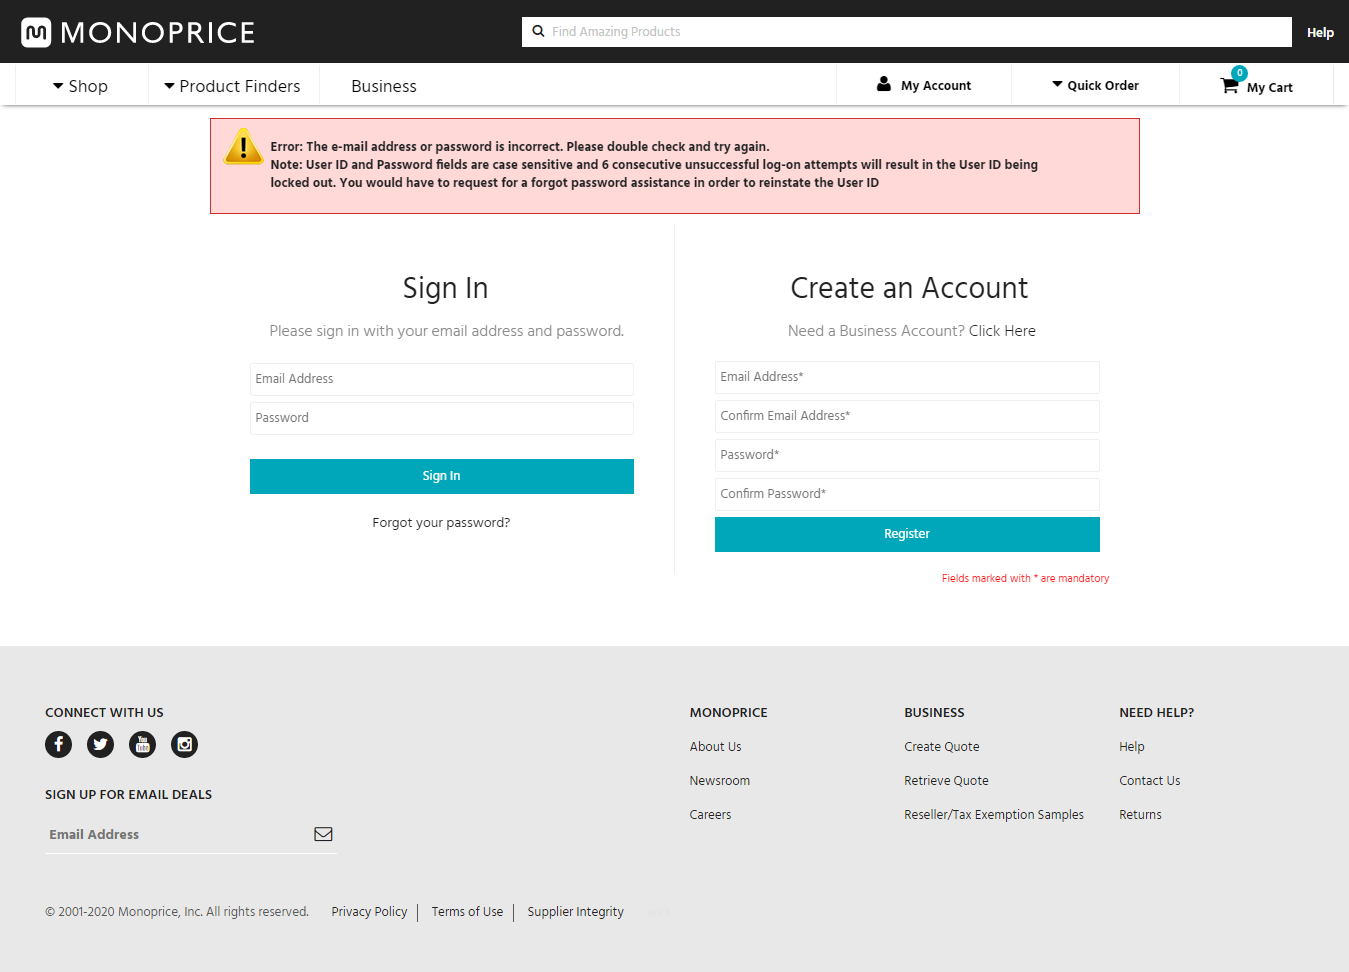 MONOPRICE
Find Amazing Products
Help
Shop
Product Finders
Business
My Account
Quick Order
0
My Cart
Error: The e-mail address or password is incorrect. Please double check and try again.
Note: User ID and Password fields are case sensitive and 6 consecutive unsuccessful log-on attempts will result in the User ID being
locked out. You would have to request for a forgot password assistance in order to reinstate the User ID
Sign In
Please sign in with your email address and password.
Email Address
Password
Sign In
Forgot your password?
Create an Account
Need a Business Account? Click Here
Email Address*
Confirm Email Address*
Password*
Confirm Password*
Register
Fields marked with * are mandatory
CONNECT WITH US
You
Tube
SIGN UP FOR EMAIL DEALS
Email Address
MONOPRICE
About Us
Newsroom
Careers
BUSINESS
Create Quote
Retrieve Quote
Reseller/Tax Exemption Samples
NEED HELP?
Help
Contact Us
Returns
© 2001-2020 Monoprice, Inc. All rights reserved.
Privacy Policy
Terms of Use
Supplier Integrity